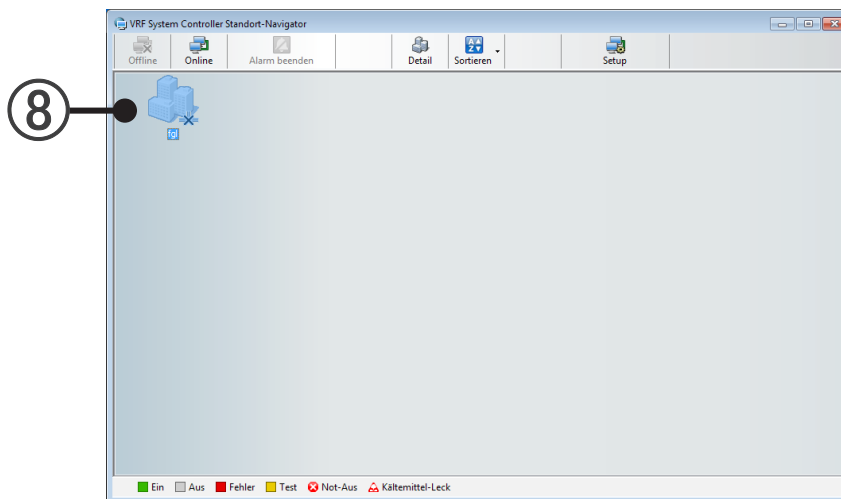 VRF System Controller Standort-Navigator
Offline Online Alarm beenden Detail Sortieren Setup
8
fgl
Ein Aus Fehler Test Not-Aus Kältemittel-Leck